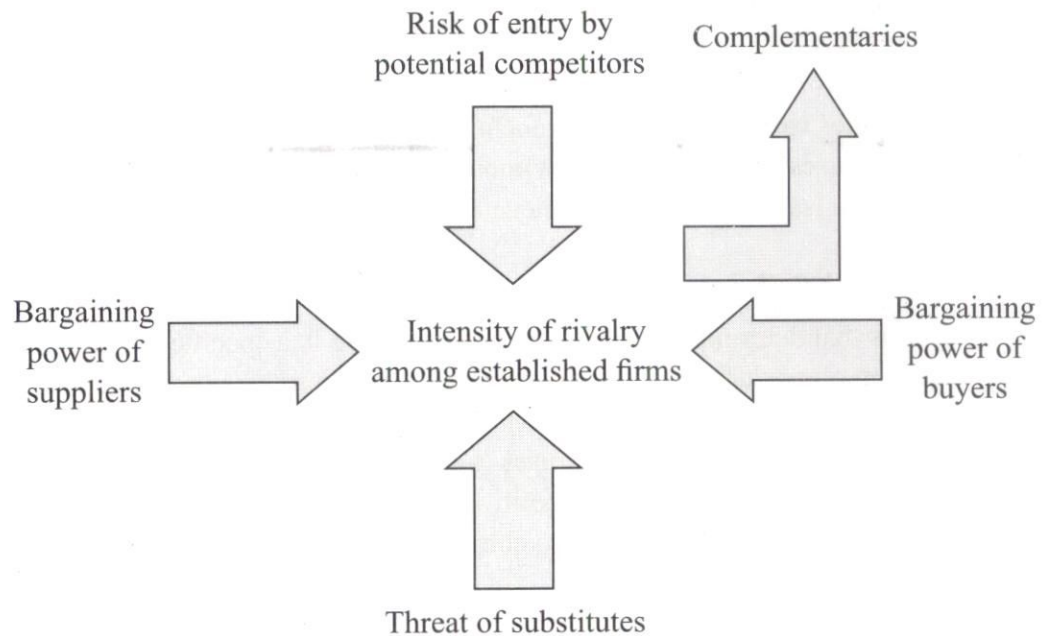 Risk of entry by
potential competitors
Complementaries
Bargaining
power of
suppliers
Intensity of rivalry
among established firms
Bargaining
power of
buyers
Threat of substitutes